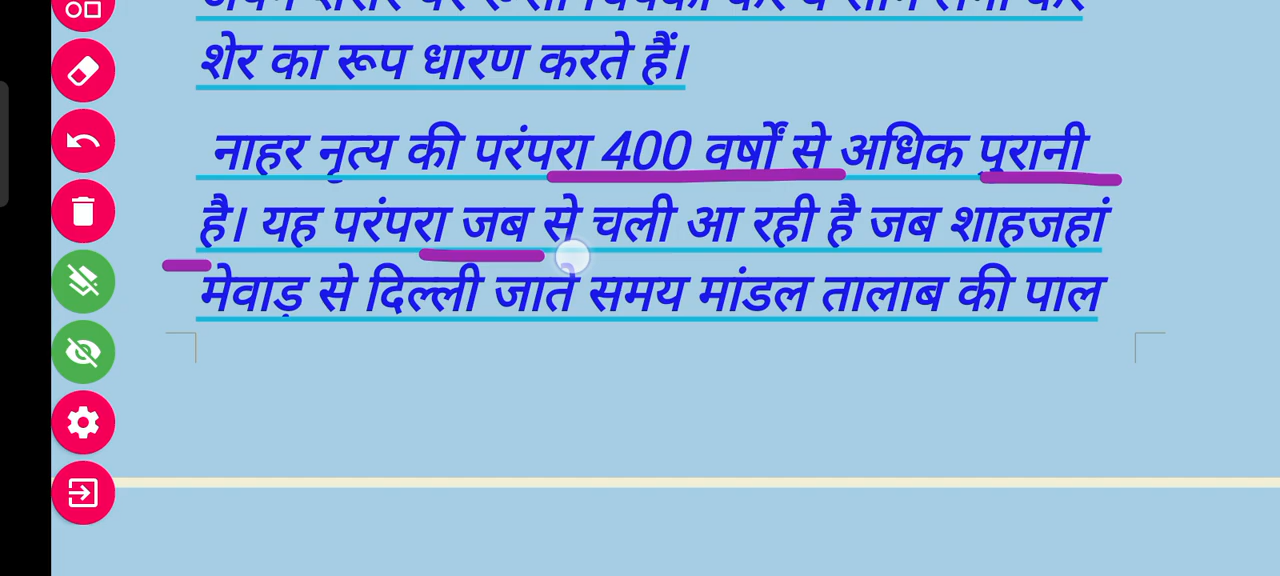 शेर का रूप धारण करते हैं।
नाहर नृत्य की परंपरा 400 वर्षों से अधिक पुरानी
है। यह परंपरा जब से चली आ रही है जब शाहजहां
मेवाड़ से दिल्ली जाते समय मांडल तालाब की पाल